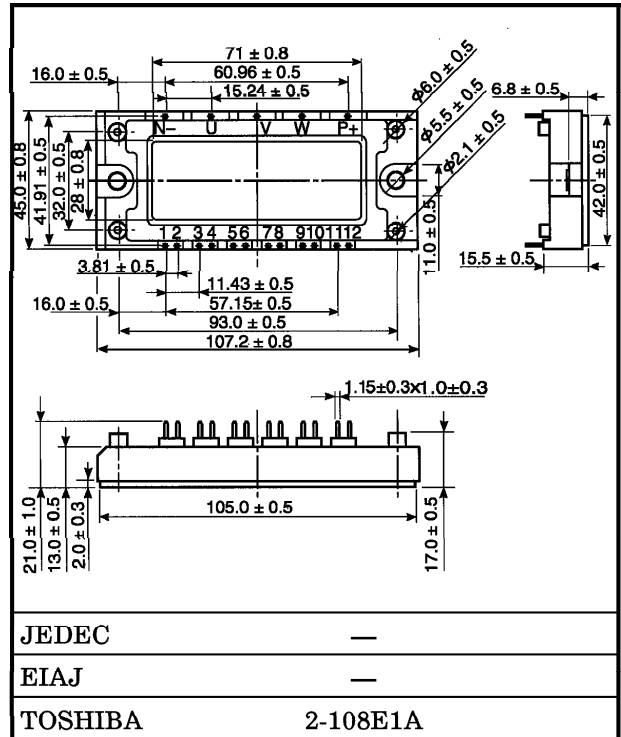 71 ± 0.8
16.0 ± 0.5
60.96 ± 0.5
15.24 ± 0.5
ϕ6.0 ± 0.5
ϕ5.5 ± 0.5
ϕ2.1 ± 0.5
6.8 ± 0.5
N− U V W P+
45.0 ± 0.8
41.91 ± 0.5
32.0 ± 0.5
28 ± 0.8
42.0 ± 0.5
1 2 3 4 5 6 7 8 9 10 11 12
11.0 ± 0.5
15.5 ± 0.5
3.81 ± 0.5
11.43 ± 0.5
16.0 ± 0.5
57.15± 0.5
93.0 ± 0.5
107.2 ± 0.8
1.15±0.3x1.0±0.3
21.0 ± 1.0
13.0 ± 0.5
2.0 ± 0.3
105.0 ± 0.5
17.0 ± 0.5
JEDEC —
EIAJ —
TOSHIBA 2-108E1A